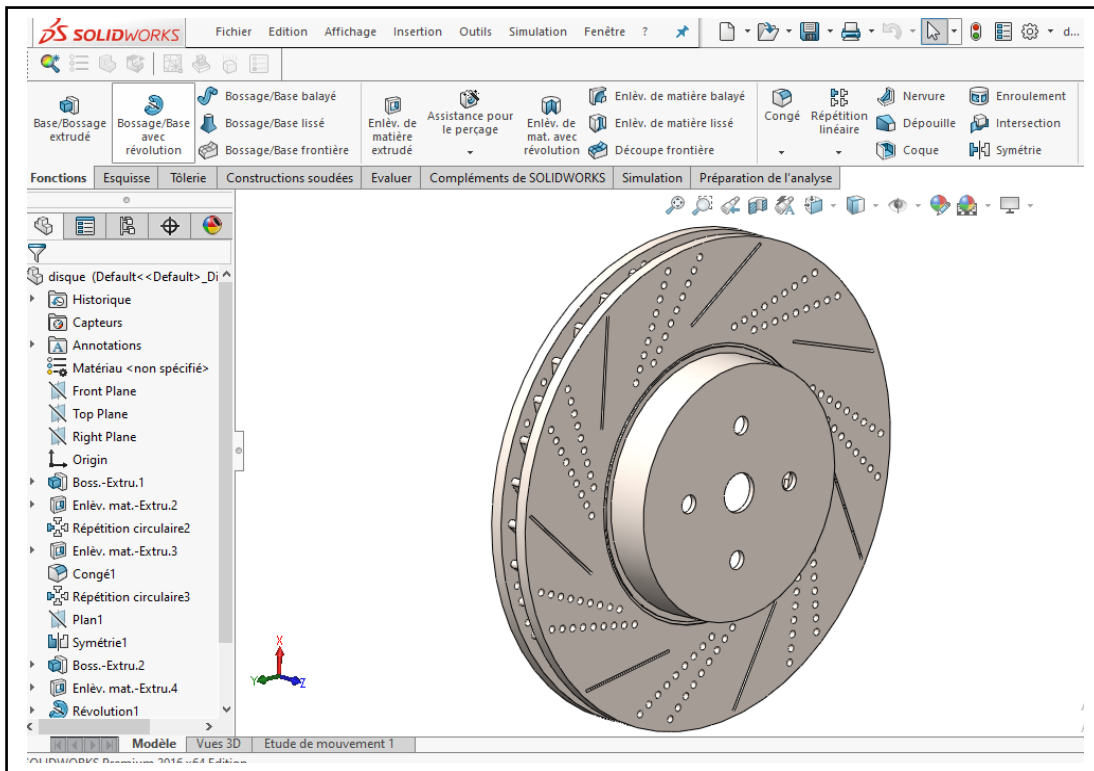 SOLIDWORKS Fichier Edition Affichage Insertion Outils Simulation Fenêtre ? d...
Base/Bossage extrudé
Bossage/Base avec révolution
Bossage/Base balayé
Bossage/Base lissé
Bossage/Base frontière
Enlèv. de matière extrudé
Assistance pour le perçage
Enlèv. de mat. avec révolution
Enlèv. de matière balayé
Enlèv. de matière lissé
Découpe frontière
Congé
Répétition linéaire
Nervure
Dépouille
Coque
Enroulement
Intersection
Symétrie
Fonctions Esquisse Tôlerie Constructions soudées Evaluer Compléments de SOLIDWORKS Simulation Préparation de l'analyse
disque (Default<<Default>_Di
Historique
Capteurs
Annotations
Matériau <non spécifié>
Front Plane
Top Plane
Right Plane
Origin
Boss.-Extru.1
Enlèv. mat.-Extru.2
Répétition circulaire2
Enlèv. mat.-Extru.3
Congé1
Répétition circulaire3
Plan1
Symétrie1
Boss.-Extru.2
Enlèv. mat.-Extru.4
Révolution1
X
Y Z
Modèle Vues 3D Etude de mouvement 1
SOLIDWORKS Premium 2016 x64 Edition